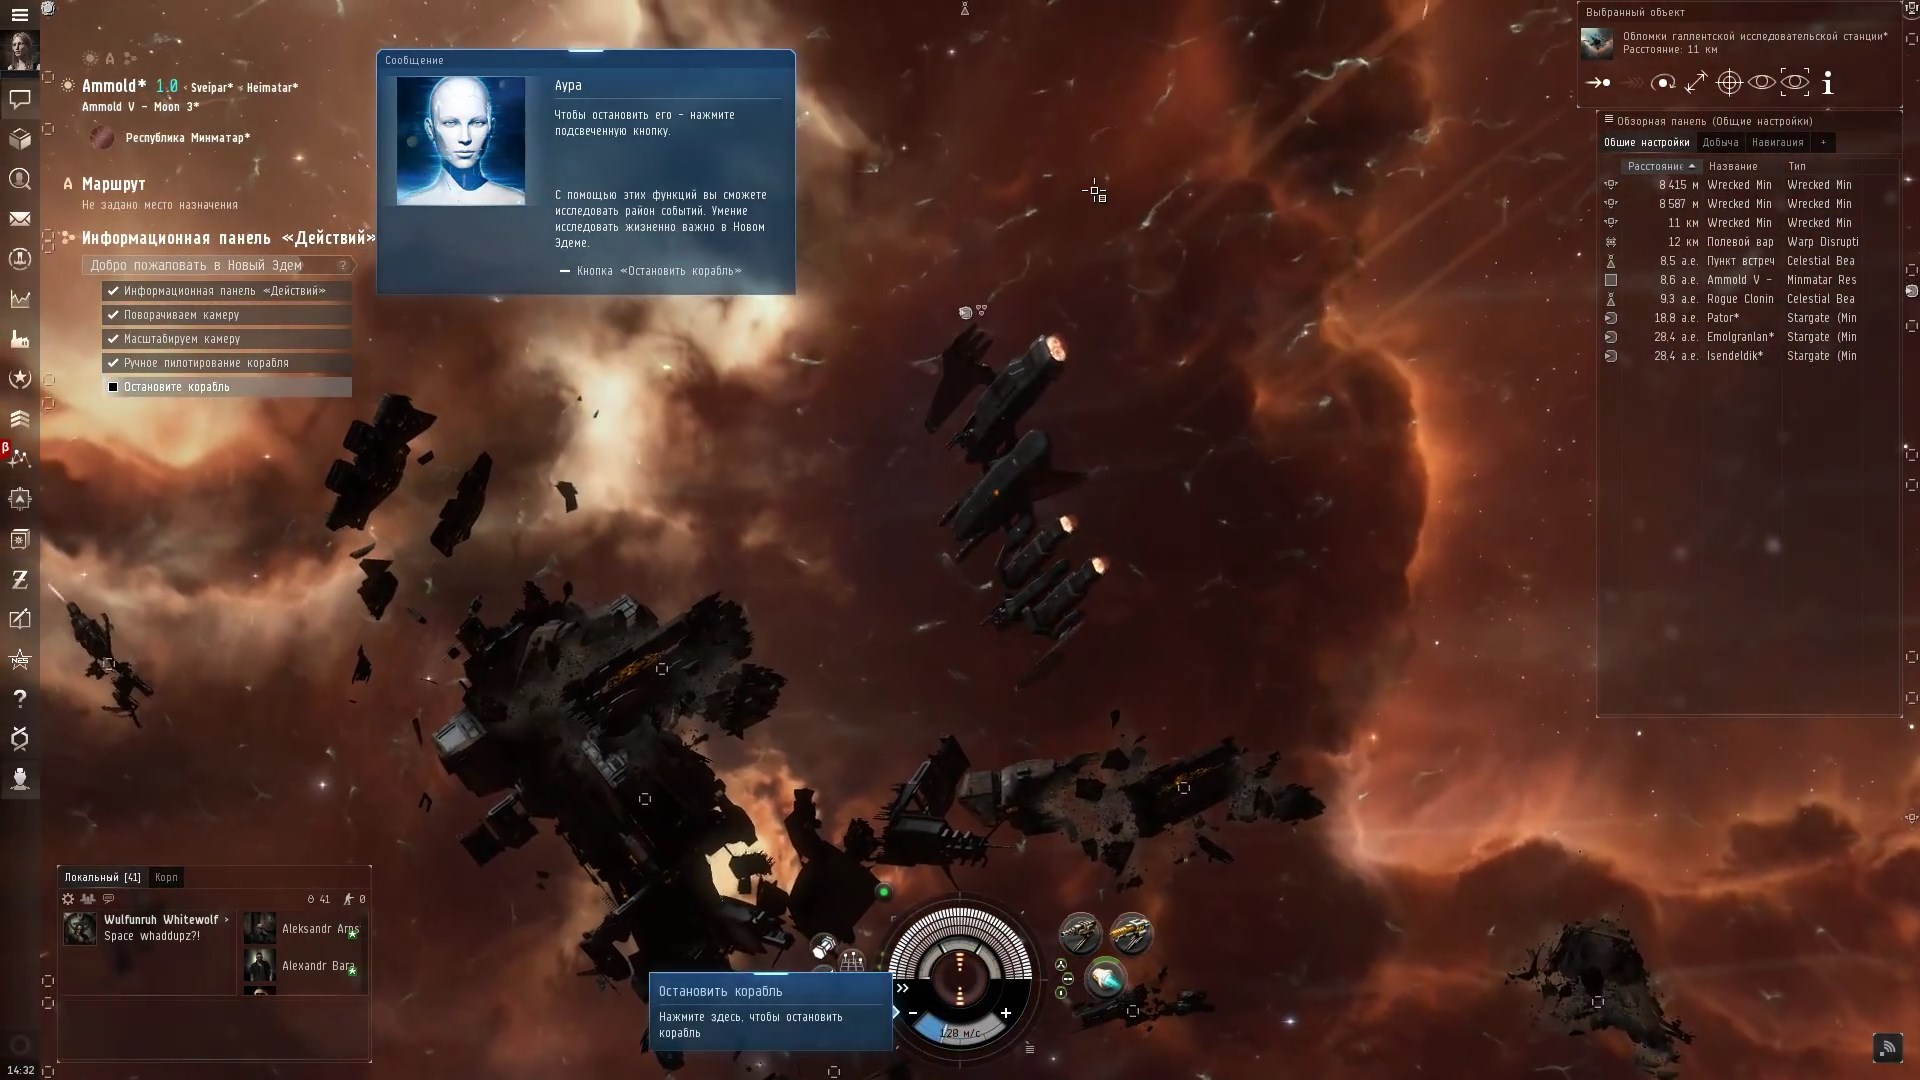 Ammold* 1.0 ‹ Sveipar* ‹ Heimatar*
Ammold V - Moon 3*
Республика Минматар*
Маршрут
Не задано место назначения
Информационная панель «Действий»
Добро пожаловать в Новый Эдем ?
Информационная панель «Действий»
Поворачиваем камеру
Масштабируем камеру
Ручное пилотирование корабля
Остановите корабль
Сообщение
Аура
Чтобы остановить его - нажмите
подсвеченную кнопку.
С помощью этих функций вы сможете
исследовать район событий. Умение
исследовать жизненно важно в Новом
Эдеме.
Кнопка «Остановить корабль»
Выбранный объект
Обломки галлентской исследовательской станции*
Расстояние: 11 км
Обзорная панель (Общие настройки)
Общие настройки Добыча Навигация +
Расстояние Название Тип
8 415 м Wrecked Min Wrecked Min
8 587 м Wrecked Min Wrecked Min
11 км Wrecked Min Wrecked Min
12 км Полевой вар Warp Disrupti
8,5 а.е. Пункт встреч Celestial Bea
8,6 а.е. Ammold V - Minmatar Res
9,3 а.е. Rogue Clonin Celestial Bea
18,8 а.е. Pator* Stargate (Min
28,4 а.е. Emolgranlan* Stargate (Min
28,4 а.е. Isendeldik* Stargate (Min
β
NES
14:32
Локальный [41] Корп
41 0
Wulfunruh Whitewolf ›
Space whaddupz?!
Aleksandr Arps
Alexandr Bara
Остановить корабль
Нажмите здесь, чтобы остановить
корабль
128 м/с